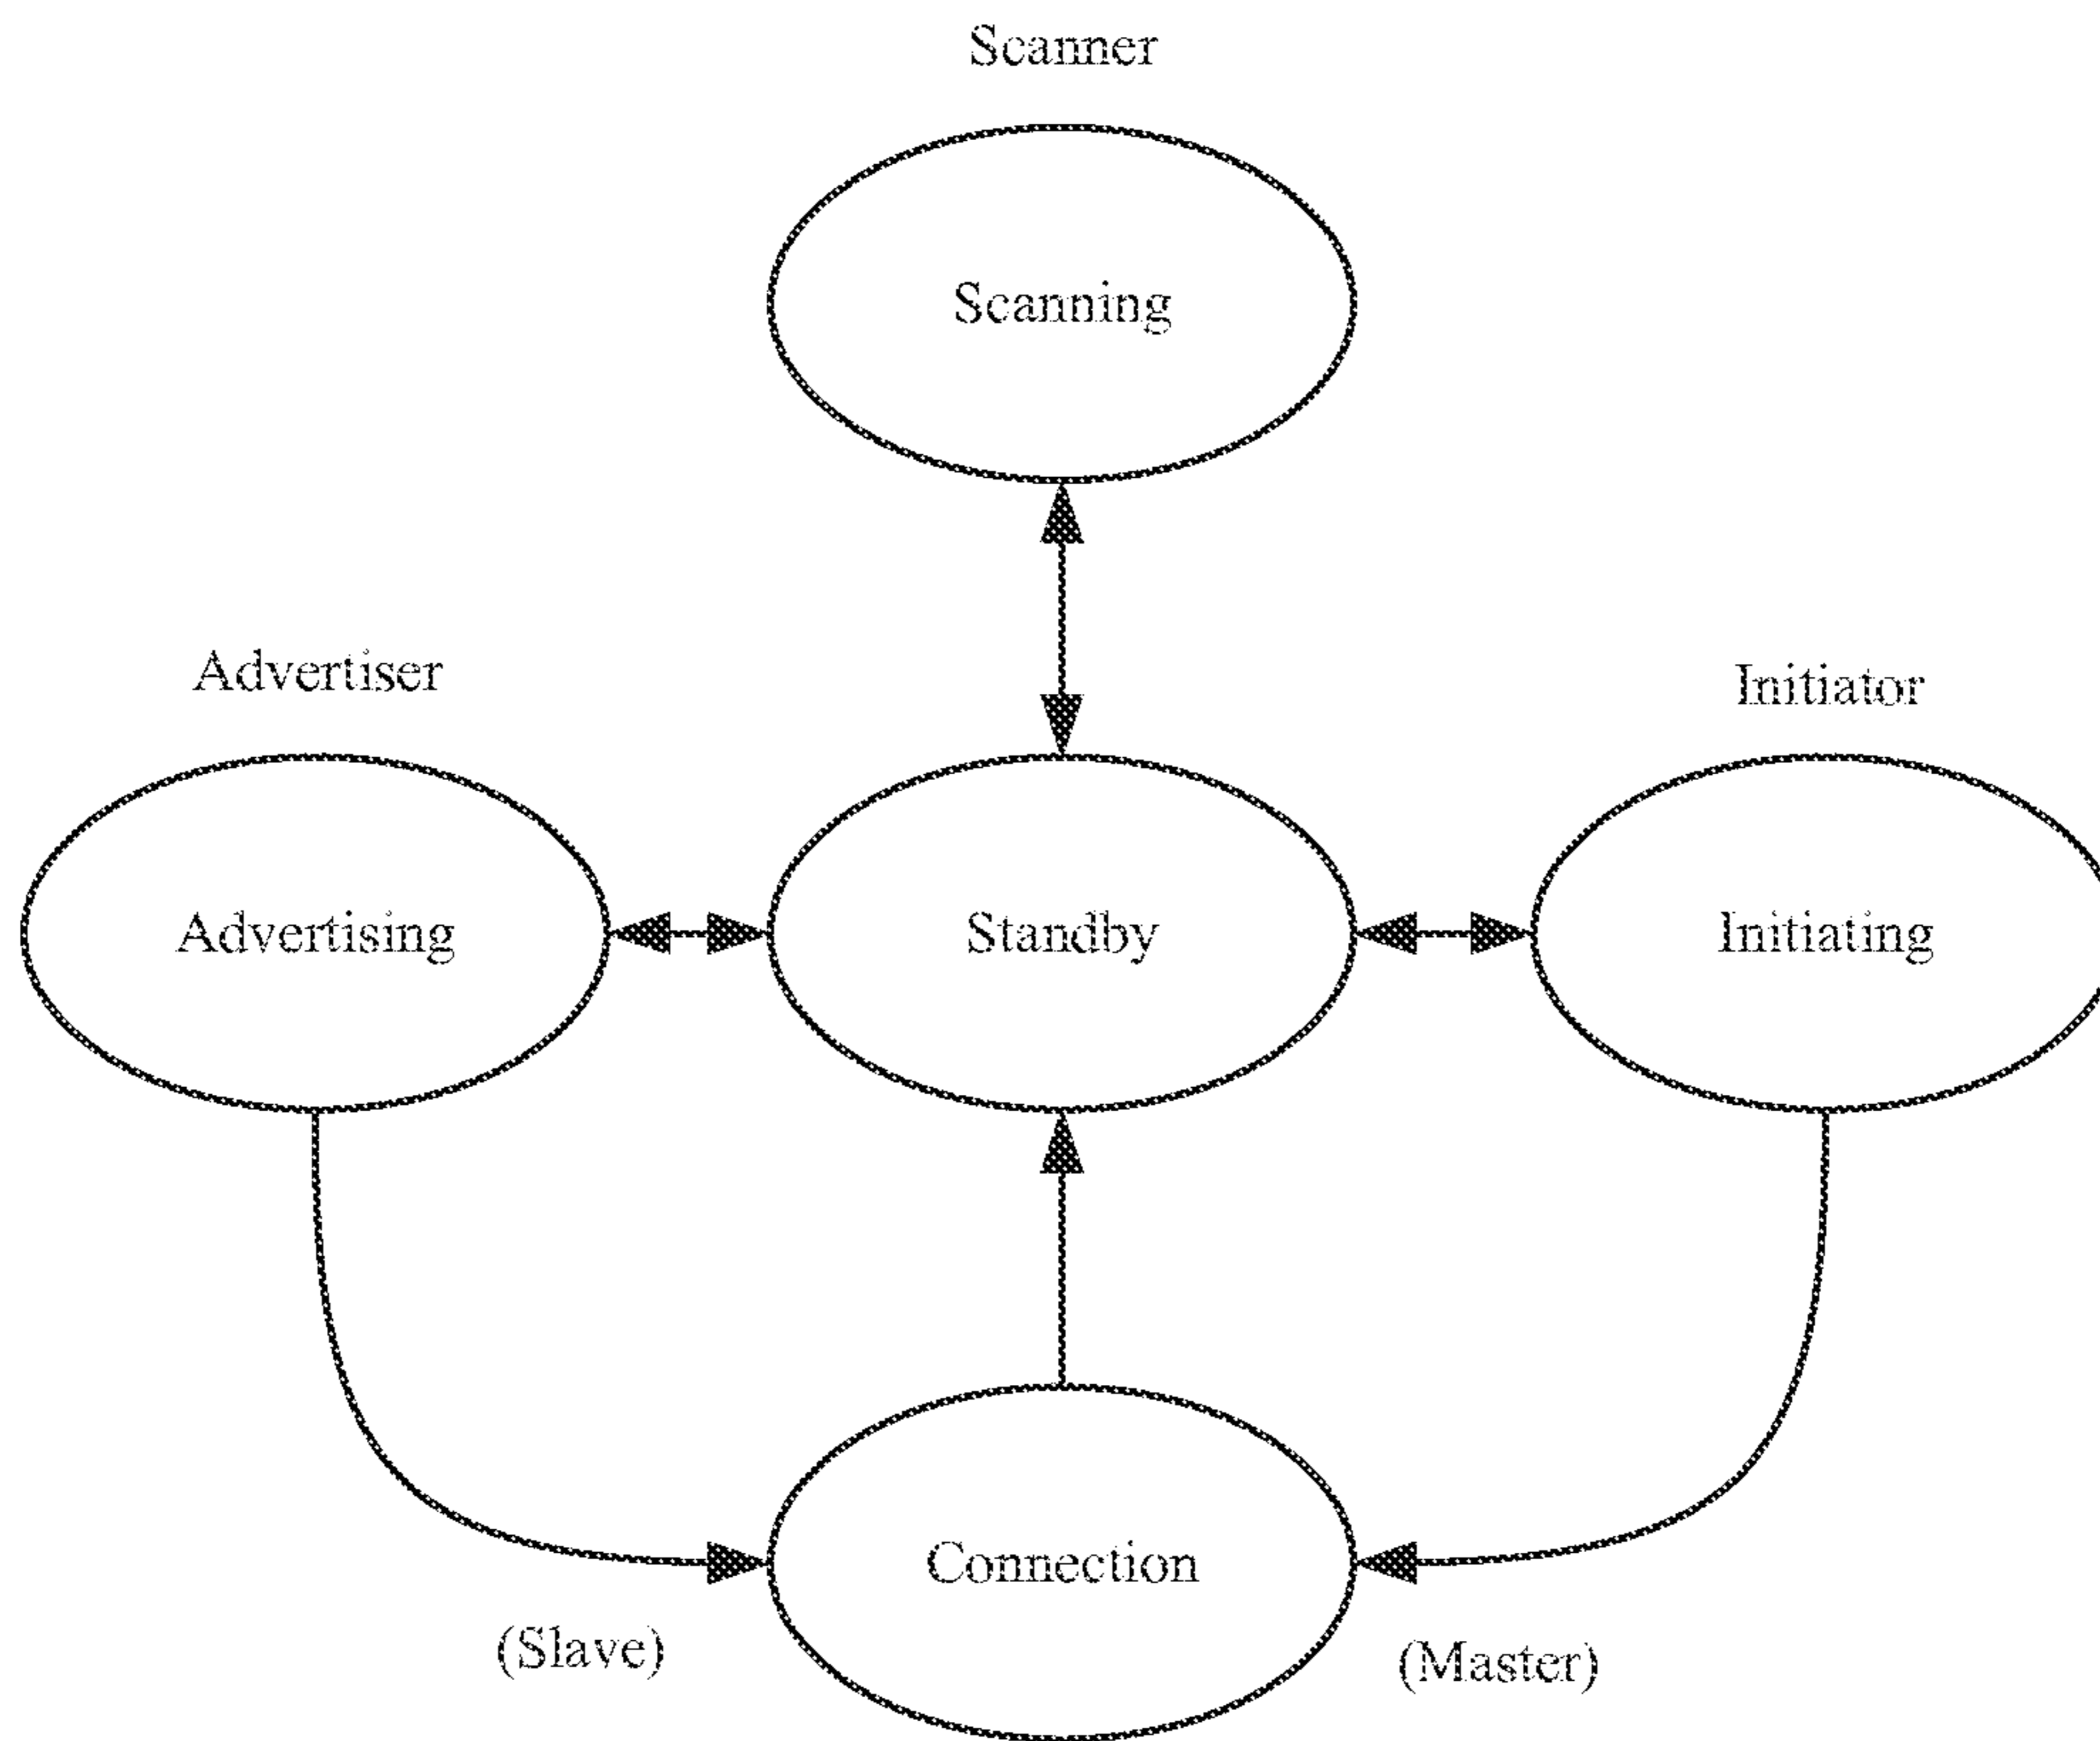 Scanner
Scanning
Advertiser
Initiator
Advertising
Standby
Initiating
Connection
(Slave)
(Master)